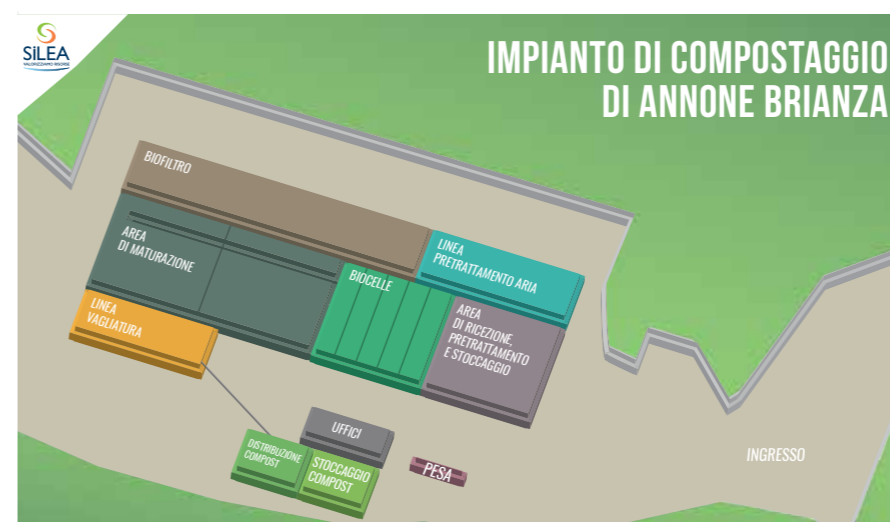 SiLEA
VALORIZZIAMO RISORSE
IMPIANTO DI COMPOSTAGGIO
DI ANNONE BRIANZA
BIOFILTRO
LINEA
PRETRATTAMENTO ARIA
AREA
DI MATURAZIONE
BIOCELLE
AREA
DI RICEZIONE,
PRETRATTAMENTO
E STOCCAGGIO
LINEA
VAGLIATURA
UFFICI
DISTRIBUZIONE
COMPOST
STOCCAGGIO
COMPOST
PESA
INGRESSO